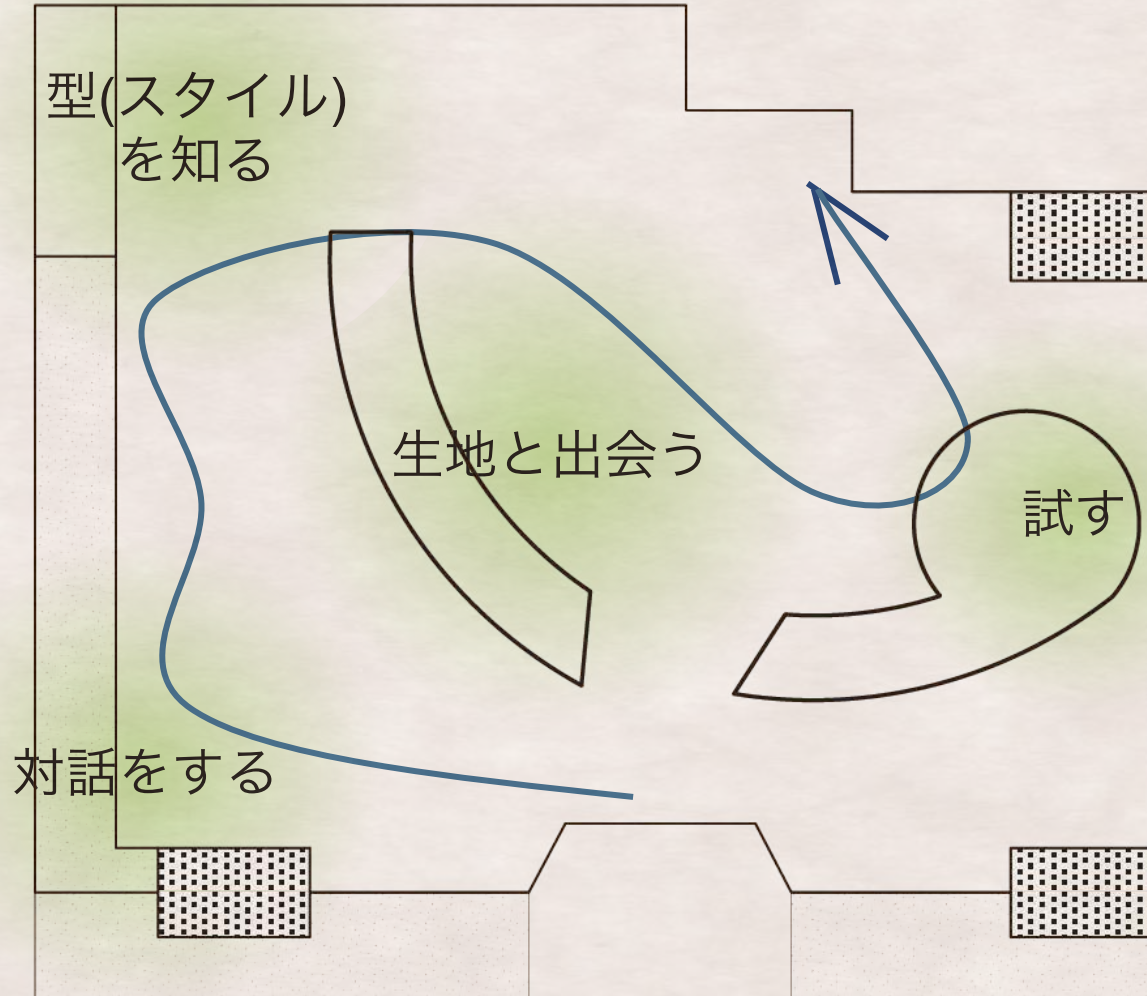 型(スタイル)
を知る
生地と出会う
試す
対話をする